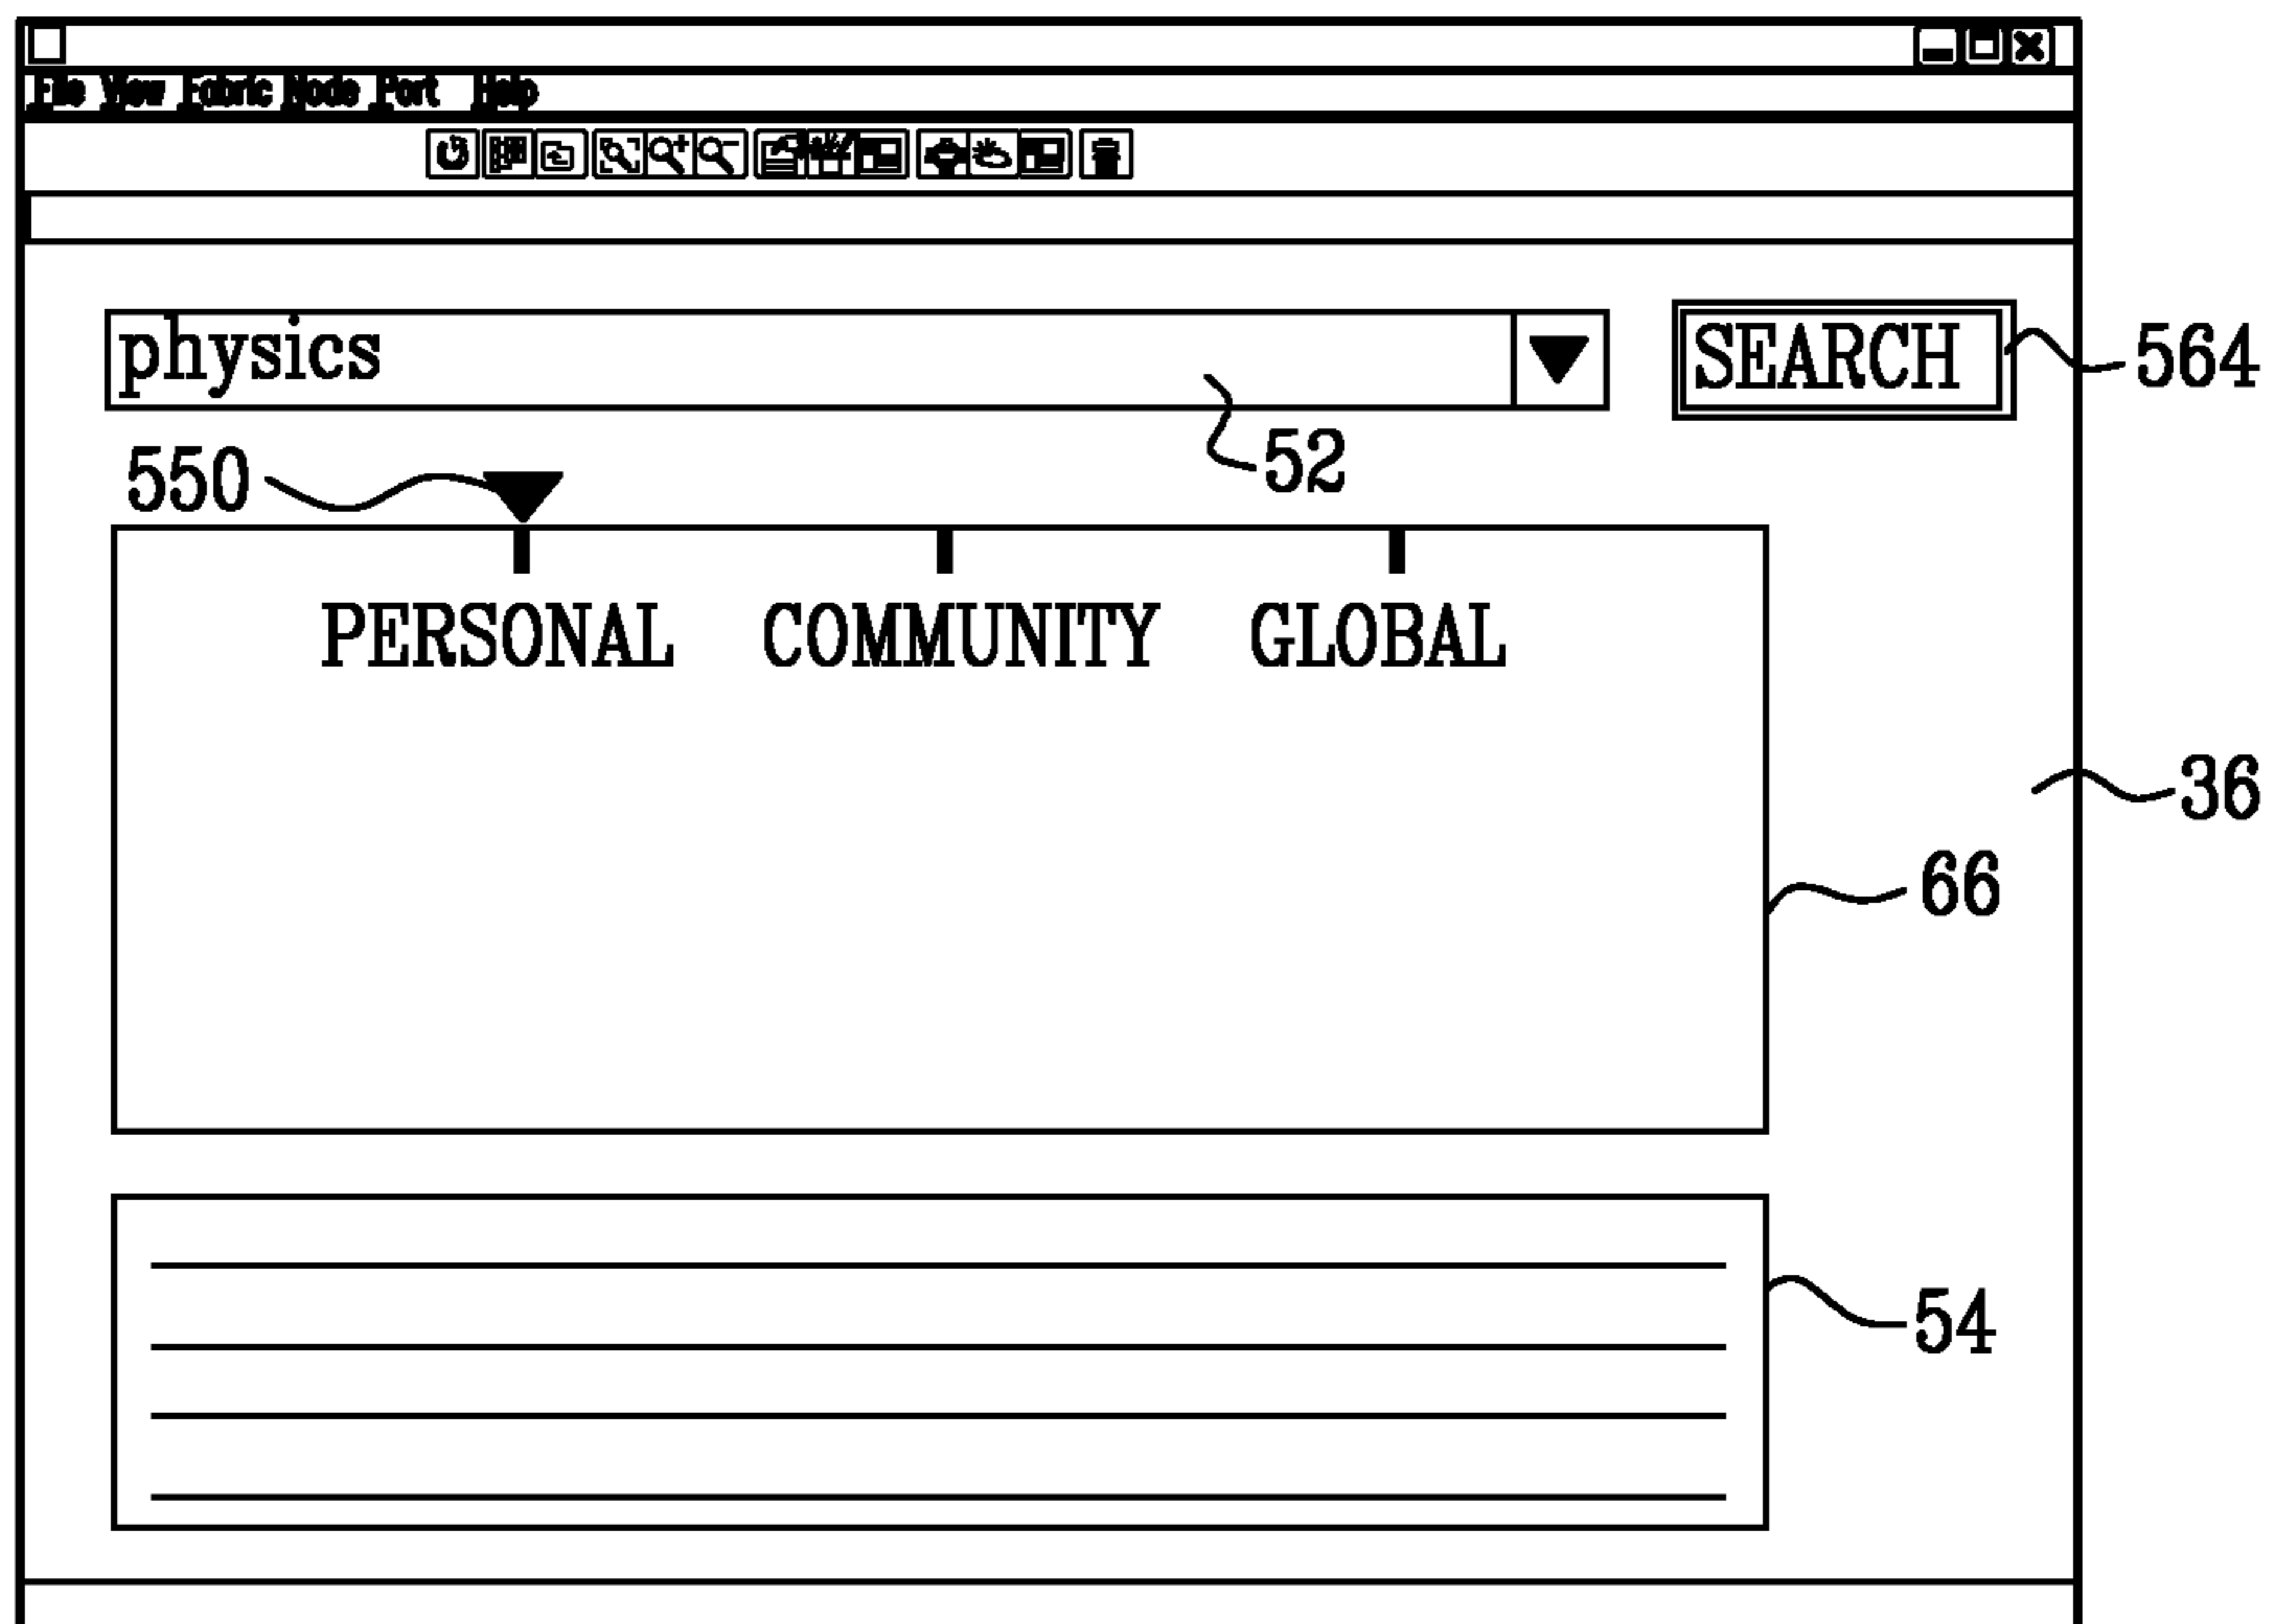 File View Fabric Node Port Help
physics SEARCH 564
550 52
PERSONAL COMMUNITY GLOBAL
36
66
54